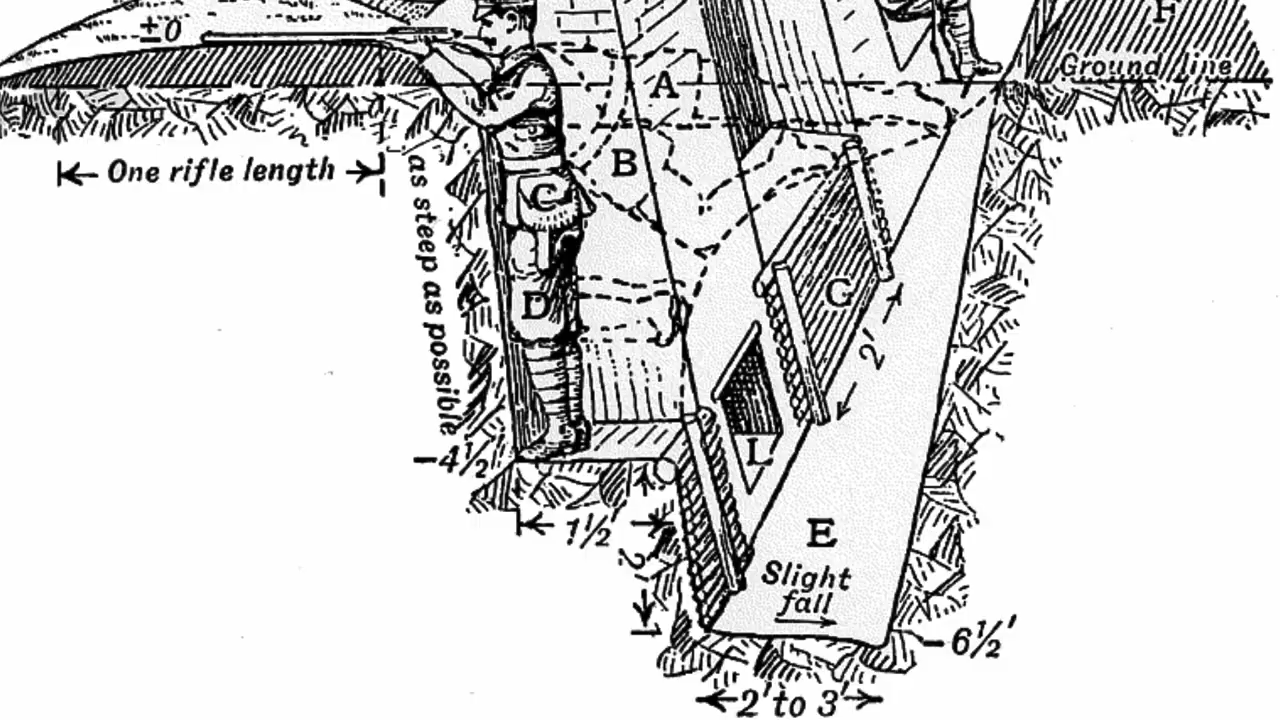 ±0
F
Ground line
A
One rifle length
B
C
as steep as possible
G
D
2'
L
-4½'
1½'
2'
E
Slight
fall
-6½'
2' to 3'